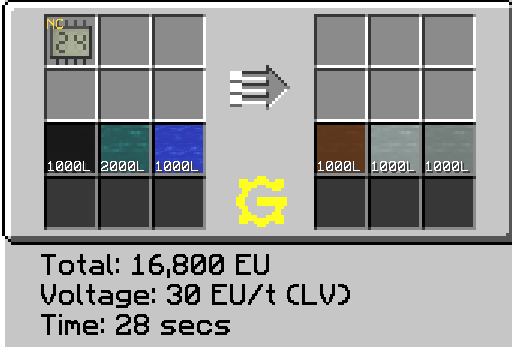 NC
24
1000L 2000L 1000L 1000L 1000L 1000L
G
Total: 16,800 EU
Voltage: 30 EU/t (LV)
Time: 28 secs